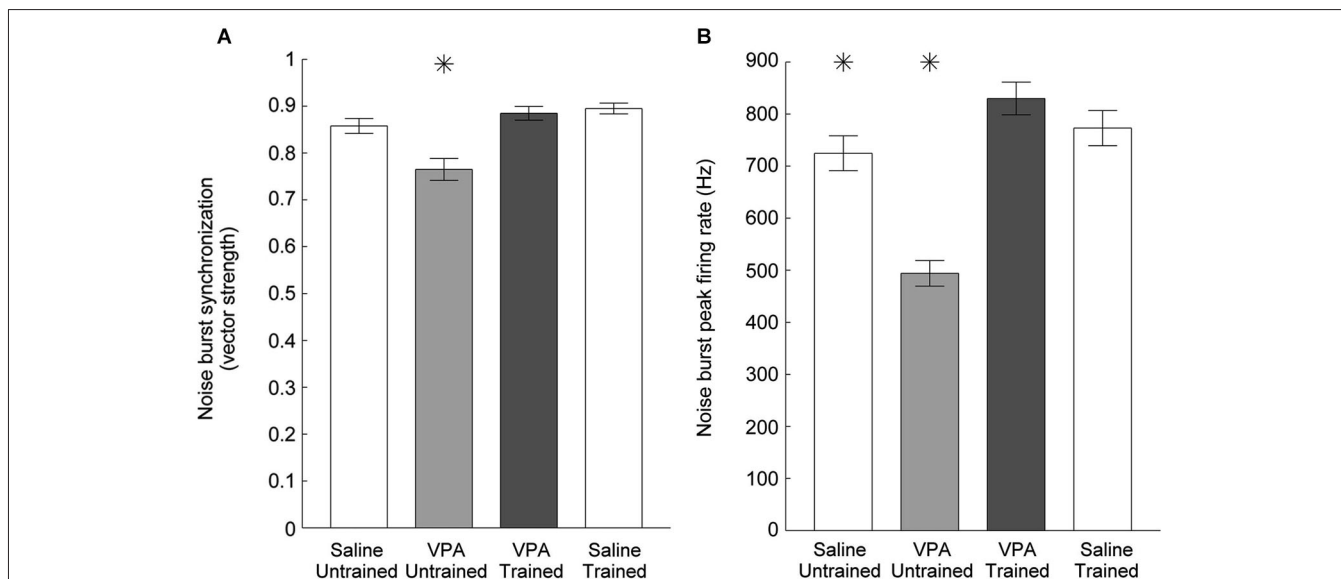 A
Noise burst synchronization
(vector strength)
1
0.9
0.8
0.7
0.6
0.5
0.4
0.3
0.2
0.1
0
*
Saline
Untrained
VPA
Untrained
VPA
Trained
Saline
Trained
B
Noise burst peak firing rate (Hz)
900
800
700
600
500
400
300
200
100
0
* *
Saline
Untrained
VPA
Untrained
VPA
Trained
Saline
Trained